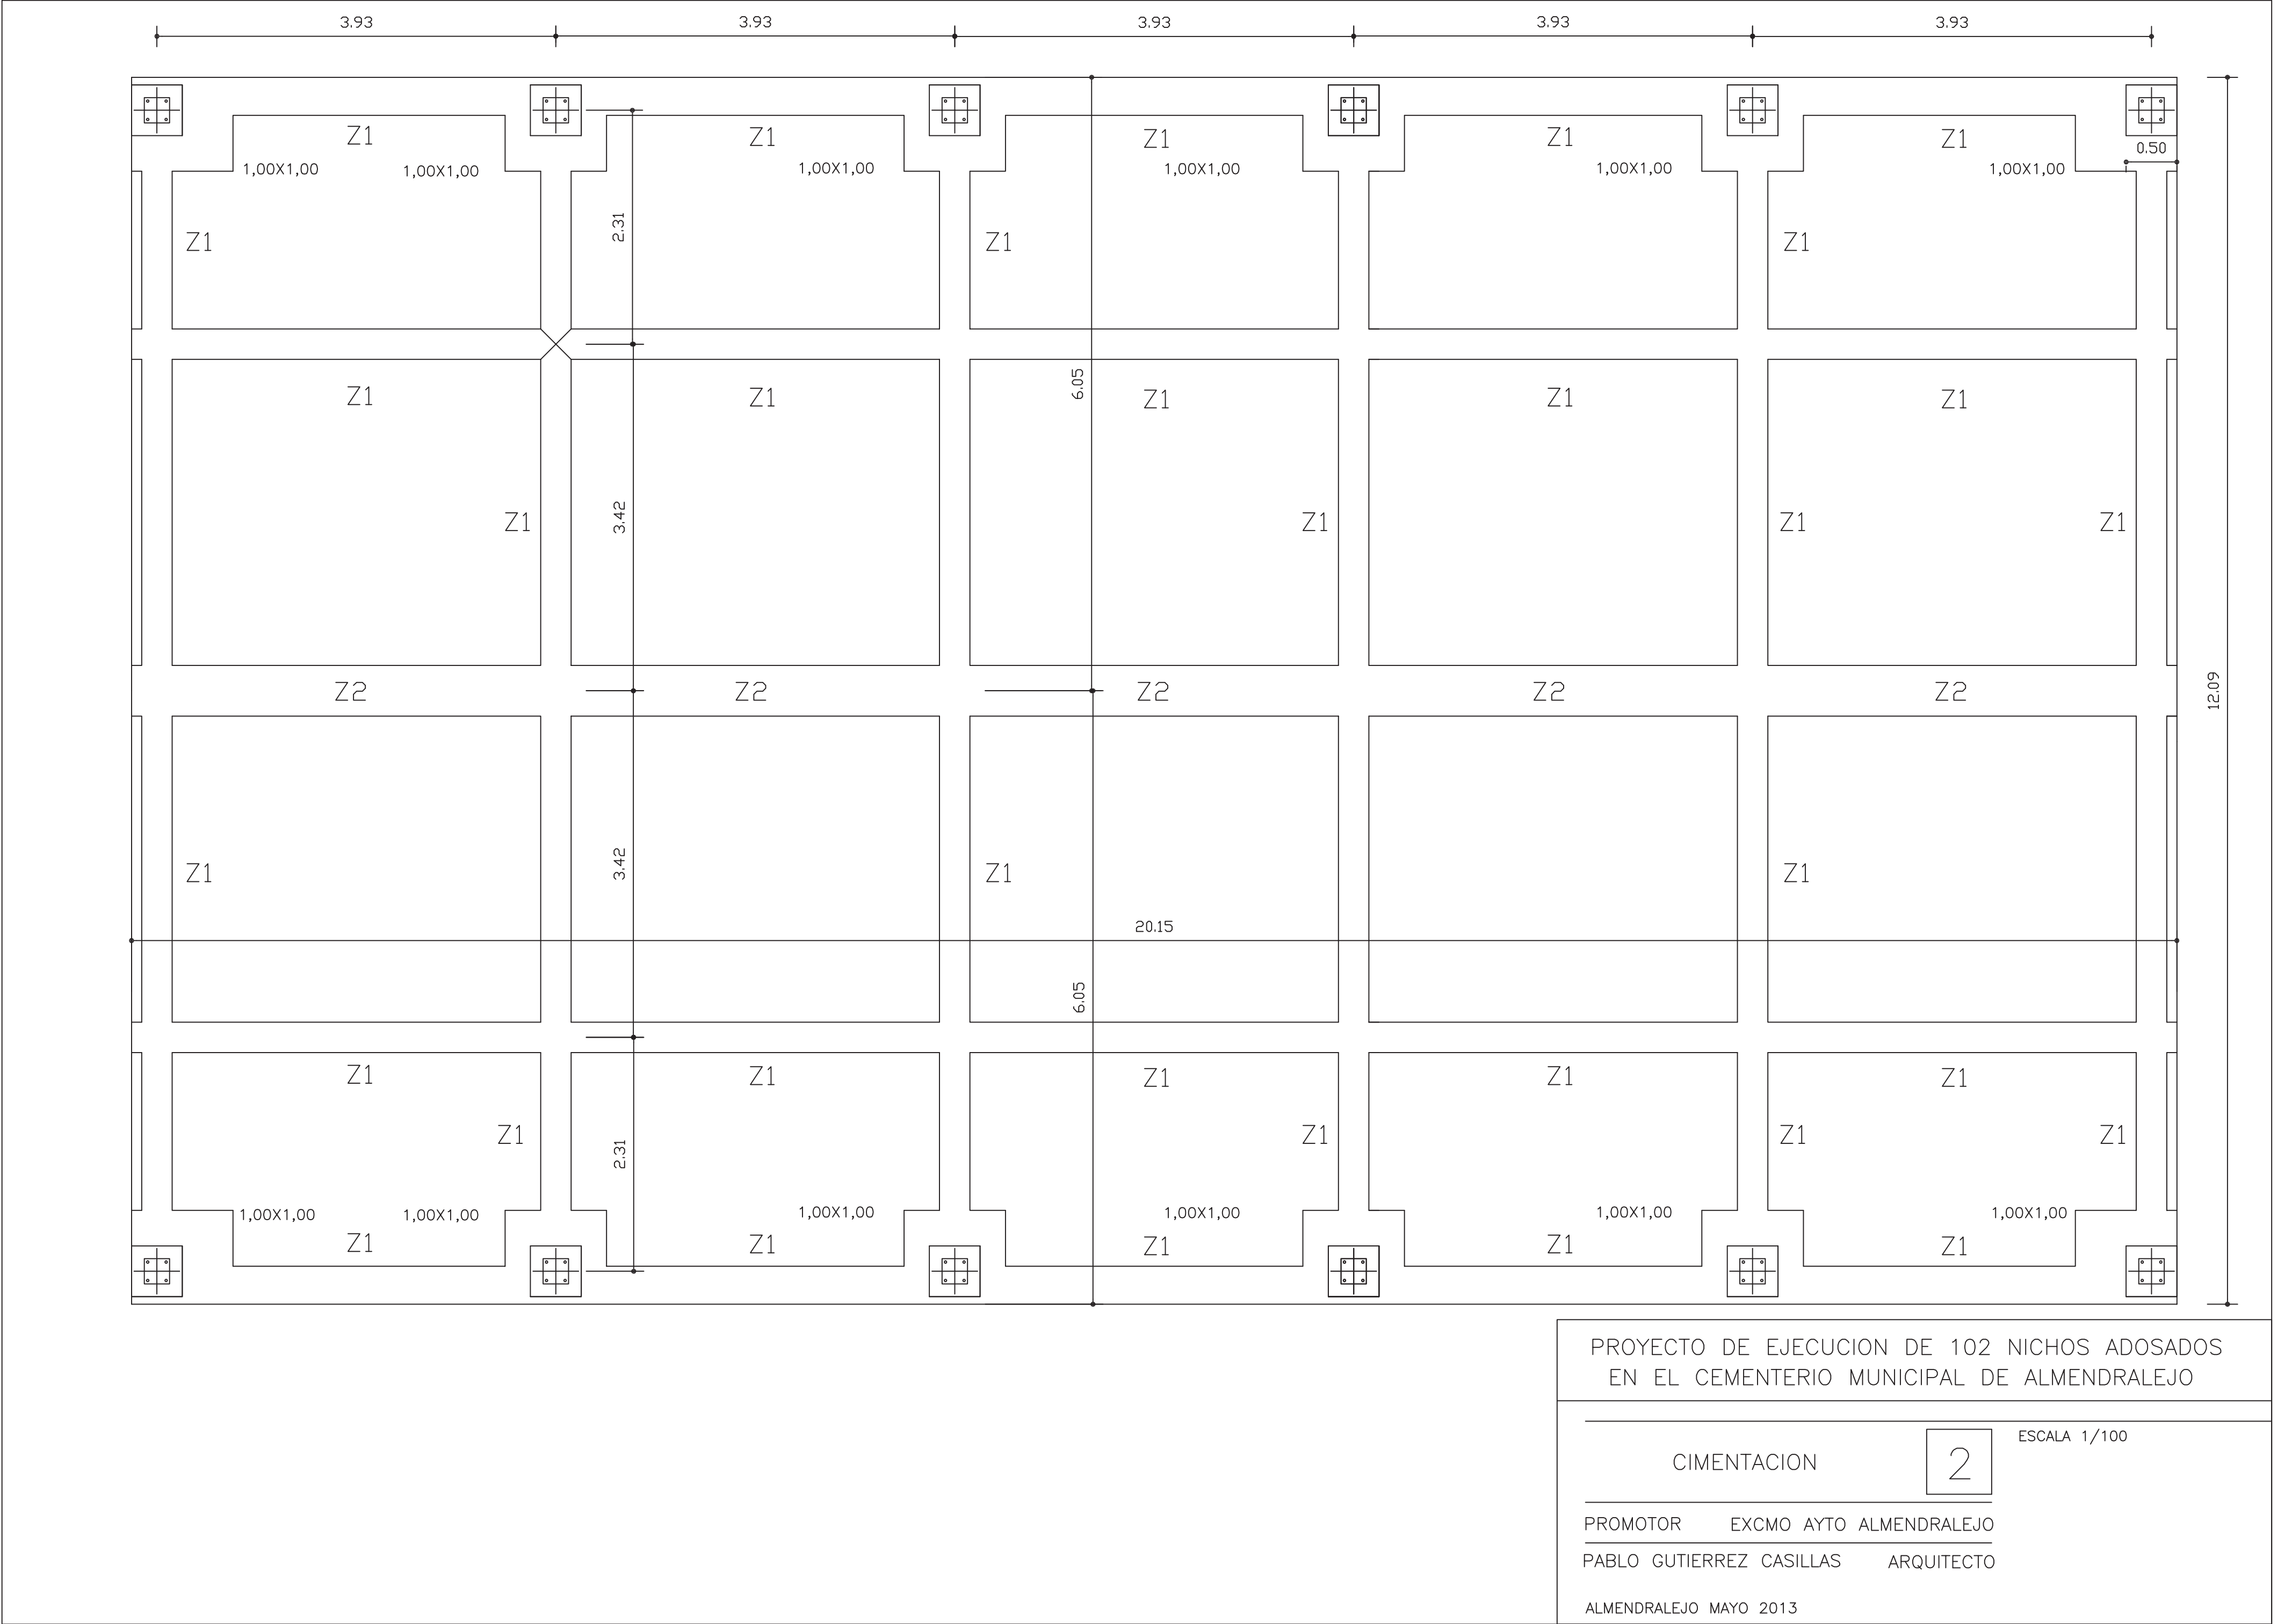 3.93 3.93 3.93 3.93 3.93
Z1 Z1 Z1 Z1 Z1
0.50
1,00X1,00 1,00X1,00 1,00X1,00 1,00X1,00 1,00X1,00 1,00X1,00
2.31
Z1 Z1 Z1
6.05
Z1 Z1 Z1 Z1 Z1
3.42
Z1 Z1 Z1 Z1
Z2 Z2 Z2 Z2 Z2
12.09
3.42
Z1 Z1 Z1
20.15
6.05
Z1 Z1 Z1 Z1 Z1
Z1 Z1 Z1 Z1
2.31
1,00X1,00 1,00X1,00 1,00X1,00 1,00X1,00 1,00X1,00 1,00X1,00
Z1 Z1 Z1 Z1 Z1
PROYECTO DE EJECUCION DE 102 NICHOS ADOSADOS
EN EL CEMENTERIO MUNICIPAL DE ALMENDRALEJO
ESCALA 1/100
CIMENTACION 2
PROMOTOR EXCMO AYTO ALMENDRALEJO
PABLO GUTIERREZ CASILLAS ARQUITECTO
ALMENDRALEJO MAYO 2013